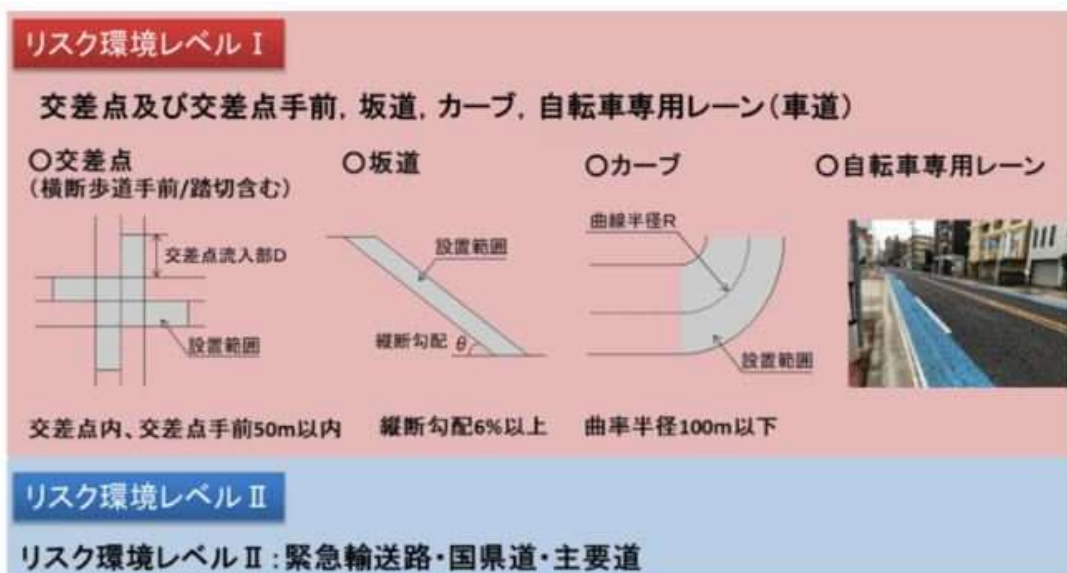 リスク環境レベルⅠ
交差点及び交差点手前, 坂道, カーブ, 自転車専用レーン(車道)
○交差点
(横断歩道手前/踏切含む)
○坂道
○カーブ
○自転車専用レーン
交差点流入部D
設置範囲
設置範囲
縦断勾配
θ
曲線半径R
設置範囲
交差点内、交差点手前50m以内
縦断勾配6%以上
曲率半径100m以下
リスク環境レベルⅡ
リスク環境レベルⅡ:緊急輸送路・国県道・主要道